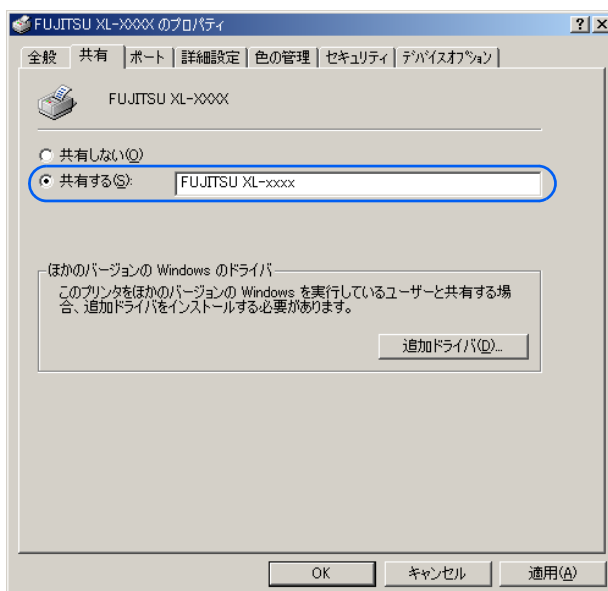 FUJITSU XL-XXXX のプロパティ
全般 共有 ポート 詳細設定 色の管理 セキュリティ デバイスオプション
FUJITSU XL-XXXX
共有しない(O)
共有する(S): FUJITSU XL-xxxx
ほかのバージョンの Windows のドライバ
このプリンタをほかのバージョンの Windows を実行しているユーザーと共有する場
合、追加ドライバをインストールする必要があります。
追加ドライバ(D)...
OK キャンセル 適用(A)